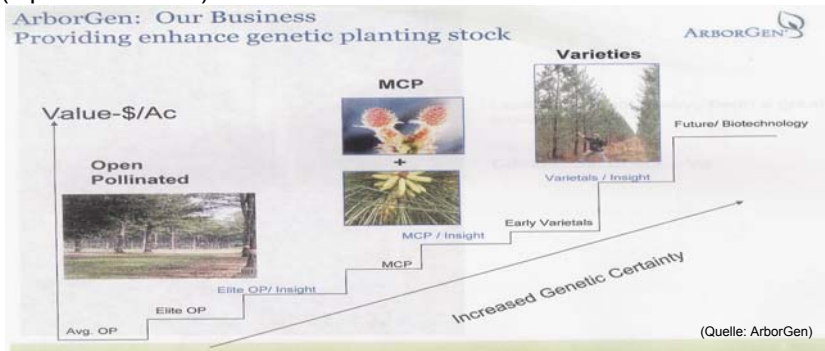 ArborGen: Our Business
Providing enhance genetic planting stock
ARBORGEN
Varieties
MCP
Value-$/Ac
Future/ Biotechnology
Open
Pollinated
+
Varietals / Insight
Early Varietals
MCP / Insight
MCP
Elite OP/ Insight
Elite OP
Avg. OP
Increased Genetic Certainty
(Quelle: ArborGen)